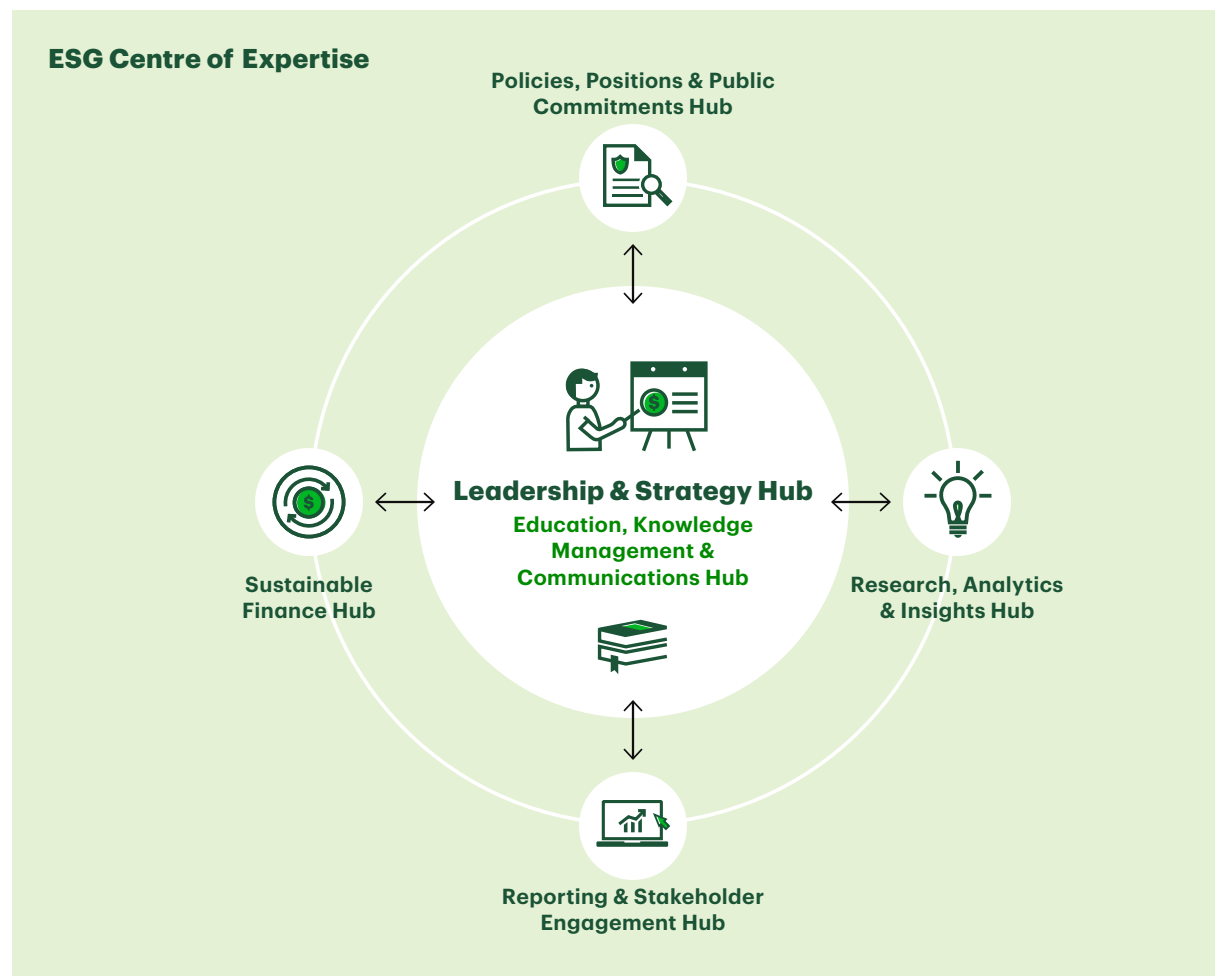 ESG Centre of Expertise
Policies, Positions & Public
Commitments Hub
$
$
Leadership & Strategy Hub
Education, Knowledge
Management &
Communications Hub
Sustainable
Finance Hub
Research, Analytics
& Insights Hub
Reporting & Stakeholder
Engagement Hub